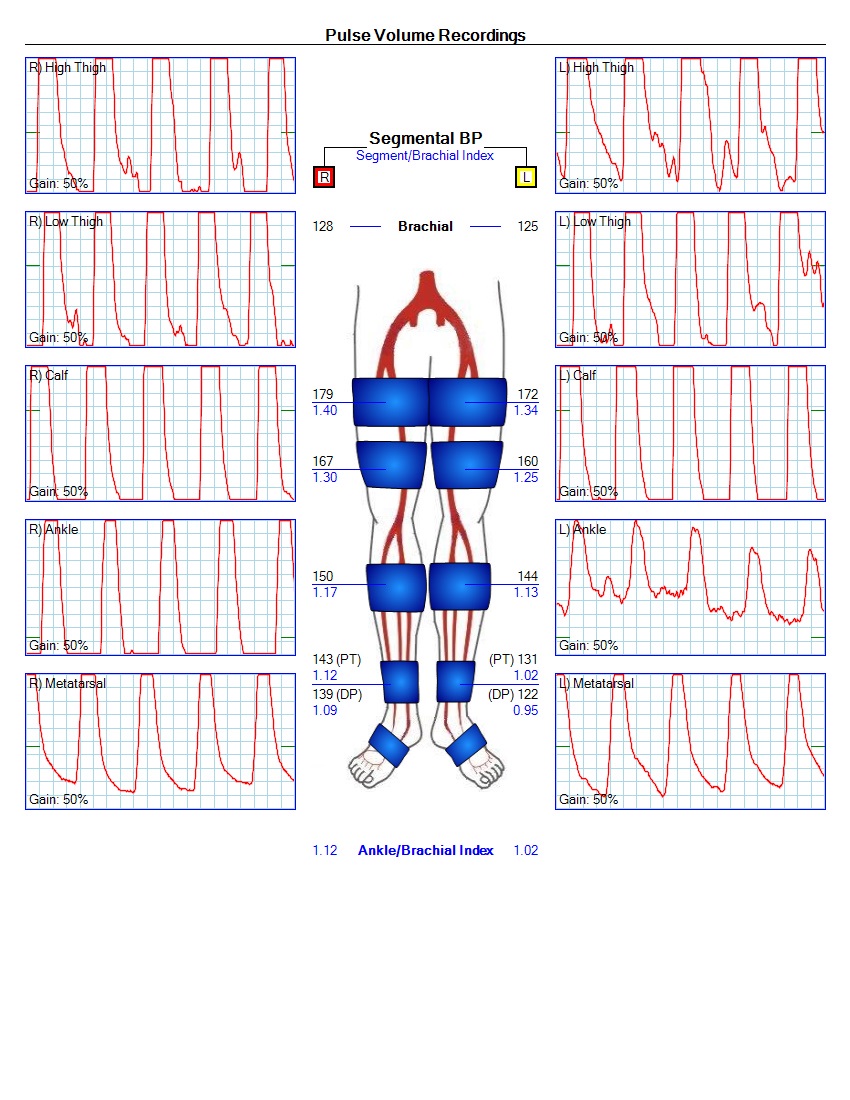 Pulse Volume Recordings
R) High Thigh
Gain: 50%
R) Low Thigh
Gain: 50%
R) Calf
Gain: 50%
R) Ankle
Gain: 50%
R) Metatarsal
Gain: 50%
Segmental BP
Segment/Brachial Index
R L
128 Brachial 125
179 172
1.40 1.34
167 160
1.30 1.25
150 144
1.17 1.13
143 (PT) (PT) 131
1.12 1.02
139 (DP) (DP) 122
1.09 0.95
1.12 Ankle/Brachial Index 1.02
L) High Thigh
Gain: 50%
L) Low Thigh
Gain: 50%
L) Calf
Gain: 50%
L) Ankle
Gain: 50%
L) Metatarsal
Gain: 50%